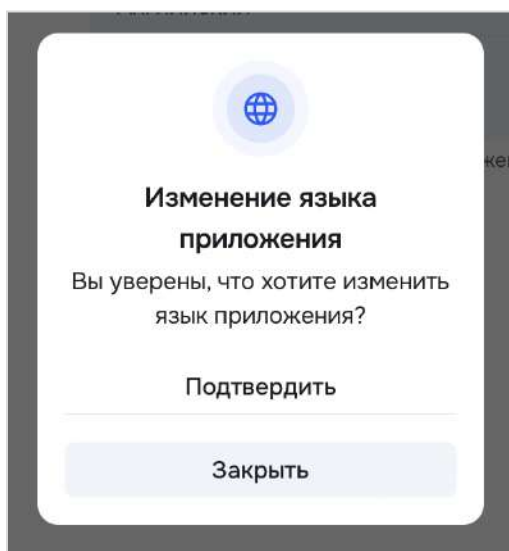 Изменение языка
приложения
Вы уверены, что хотите изменить
язык приложения?
Подтвердить
Закрыть